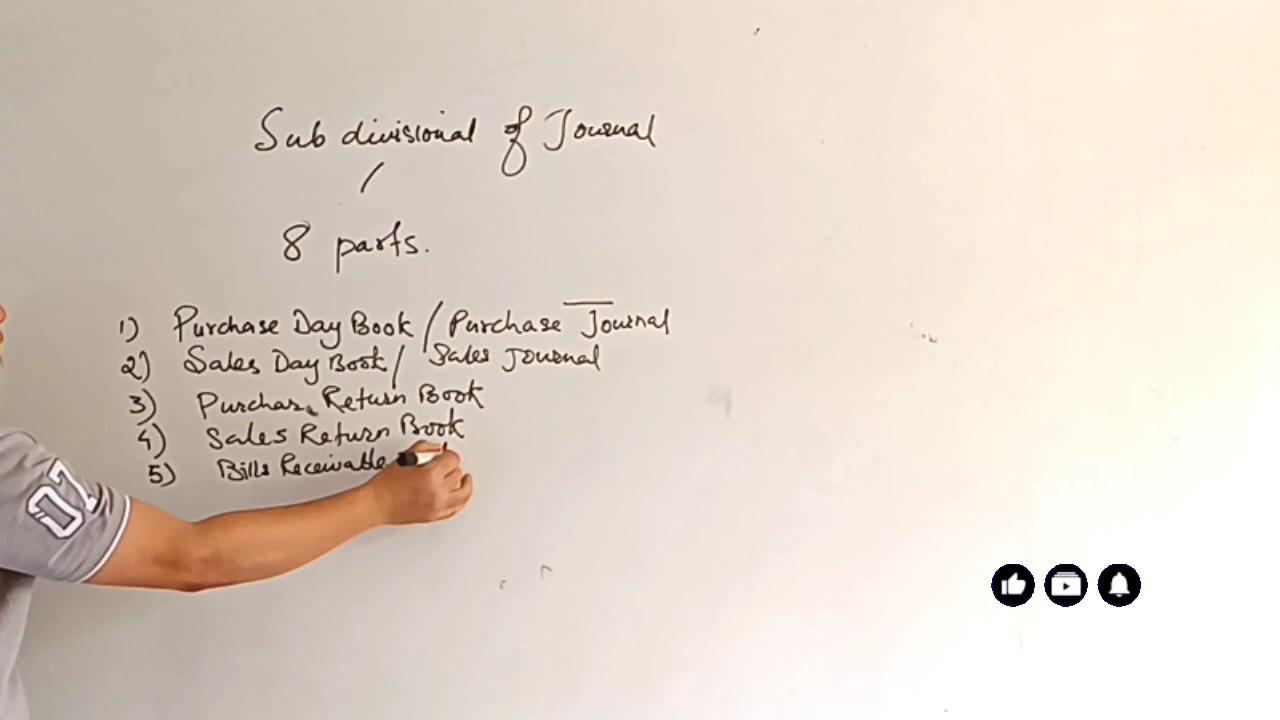 Sub divisional of Journal
8 parts.
1) Purchase Day Book / Purchase Journal
2) Sales Day Book / Sales Journal
3) Purchase Return Book
4) Sales Return Book
5) Bills Receivable
07